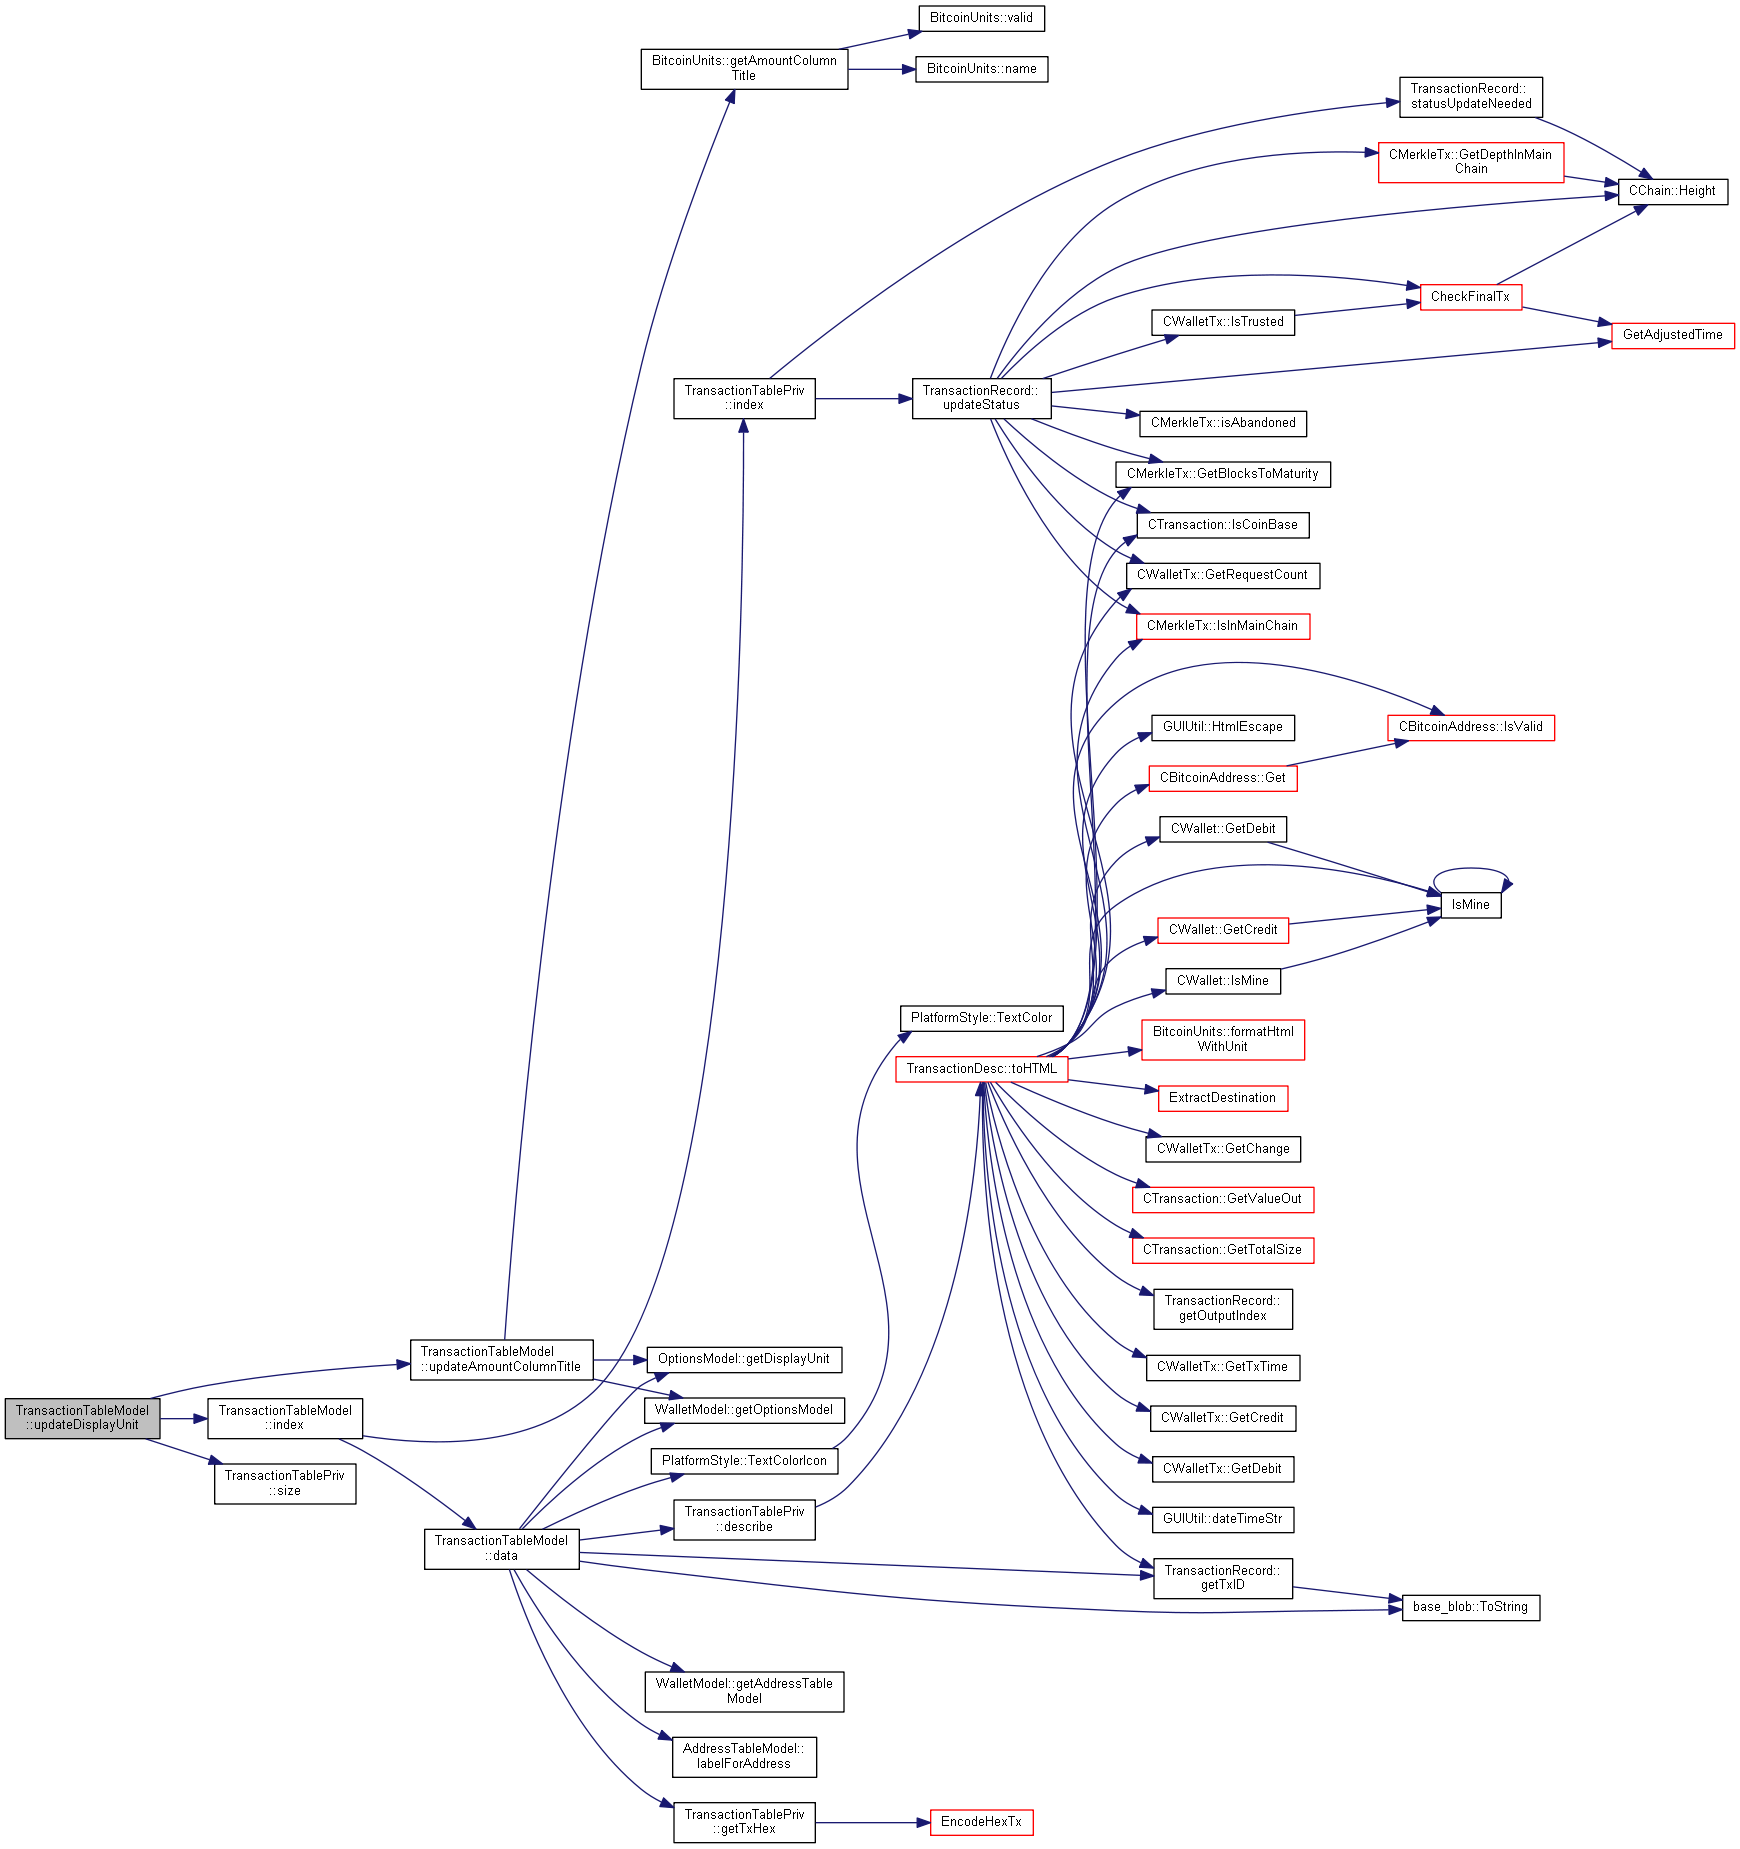 BitcoinUnits::valid
BitcoinUnits::getAmountColumn
Title
BitcoinUnits::name
TransactionRecord::
statusUpdateNeeded
CMerkleTx::GetDepthInMain
Chain
CChain::Height
CheckFinalTx
CWalletTx::IsTrusted
GetAdjustedTime
TransactionTablePriv
::index
TransactionRecord::
updateStatus
CMerkleTx::isAbandoned
CMerkleTx::GetBlocksToMaturity
CTransaction::IsCoinBase
CWalletTx::GetRequestCount
CMerkleTx::IsInMainChain
GUIUtil::HtmlEscape
CBitcoinAddress::IsValid
CBitcoinAddress::Get
CWallet::GetDebit
IsMine
CWallet::GetCredit
CWallet::IsMine
PlatformStyle::TextColor
BitcoinUnits::formatHtml
WithUnit
TransactionDesc::toHTML
ExtractDestination
CWalletTx::GetChange
CTransaction::GetValueOut
CTransaction::GetTotalSize
TransactionRecord::
getOutputIndex
TransactionTableModel
::updateAmountColumnTitle
OptionsModel::getDisplayUnit
CWalletTx::GetTxTime
TransactionTableModel
::updateDisplayUnit
TransactionTableModel
::index
WalletModel::getOptionsModel
CWalletTx::GetCredit
TransactionTablePriv
::size
PlatformStyle::TextColorIcon
CWalletTx::GetDebit
TransactionTablePriv
::describe
GUIUtil::dateTimeStr
TransactionTableModel
::data
TransactionRecord::
getTxID
base_blob::ToString
WalletModel::getAddressTable
Model
AddressTableModel::
labelForAddress
TransactionTablePriv
::getTxHex
EncodeHexTx